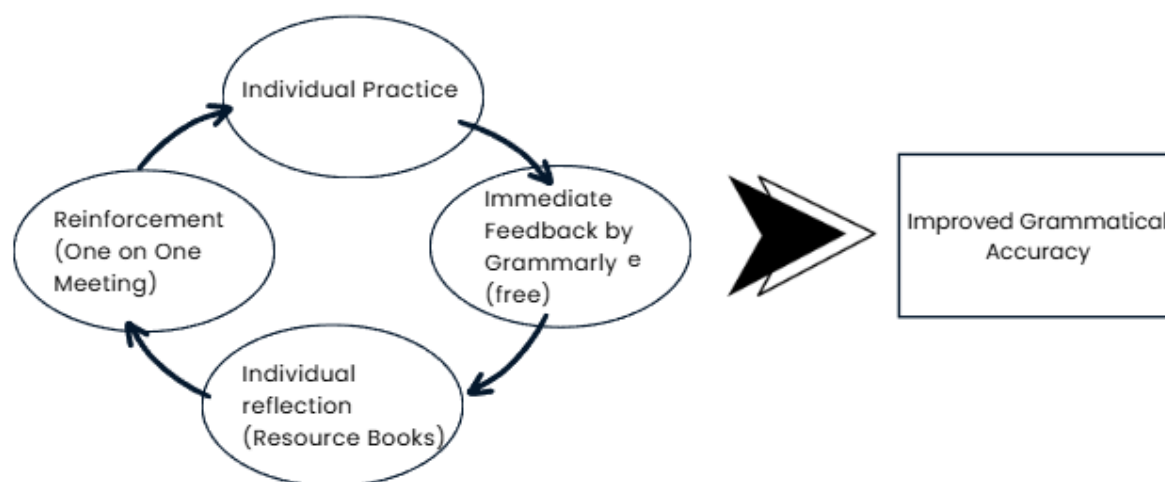 Individual Practice
Immediate
Feedback by
Grammarly e
(free)
Individual
reflection
(Resource Books)
Reinforcement
(One on One
Meeting)
Improved Grammatical
Accuracy